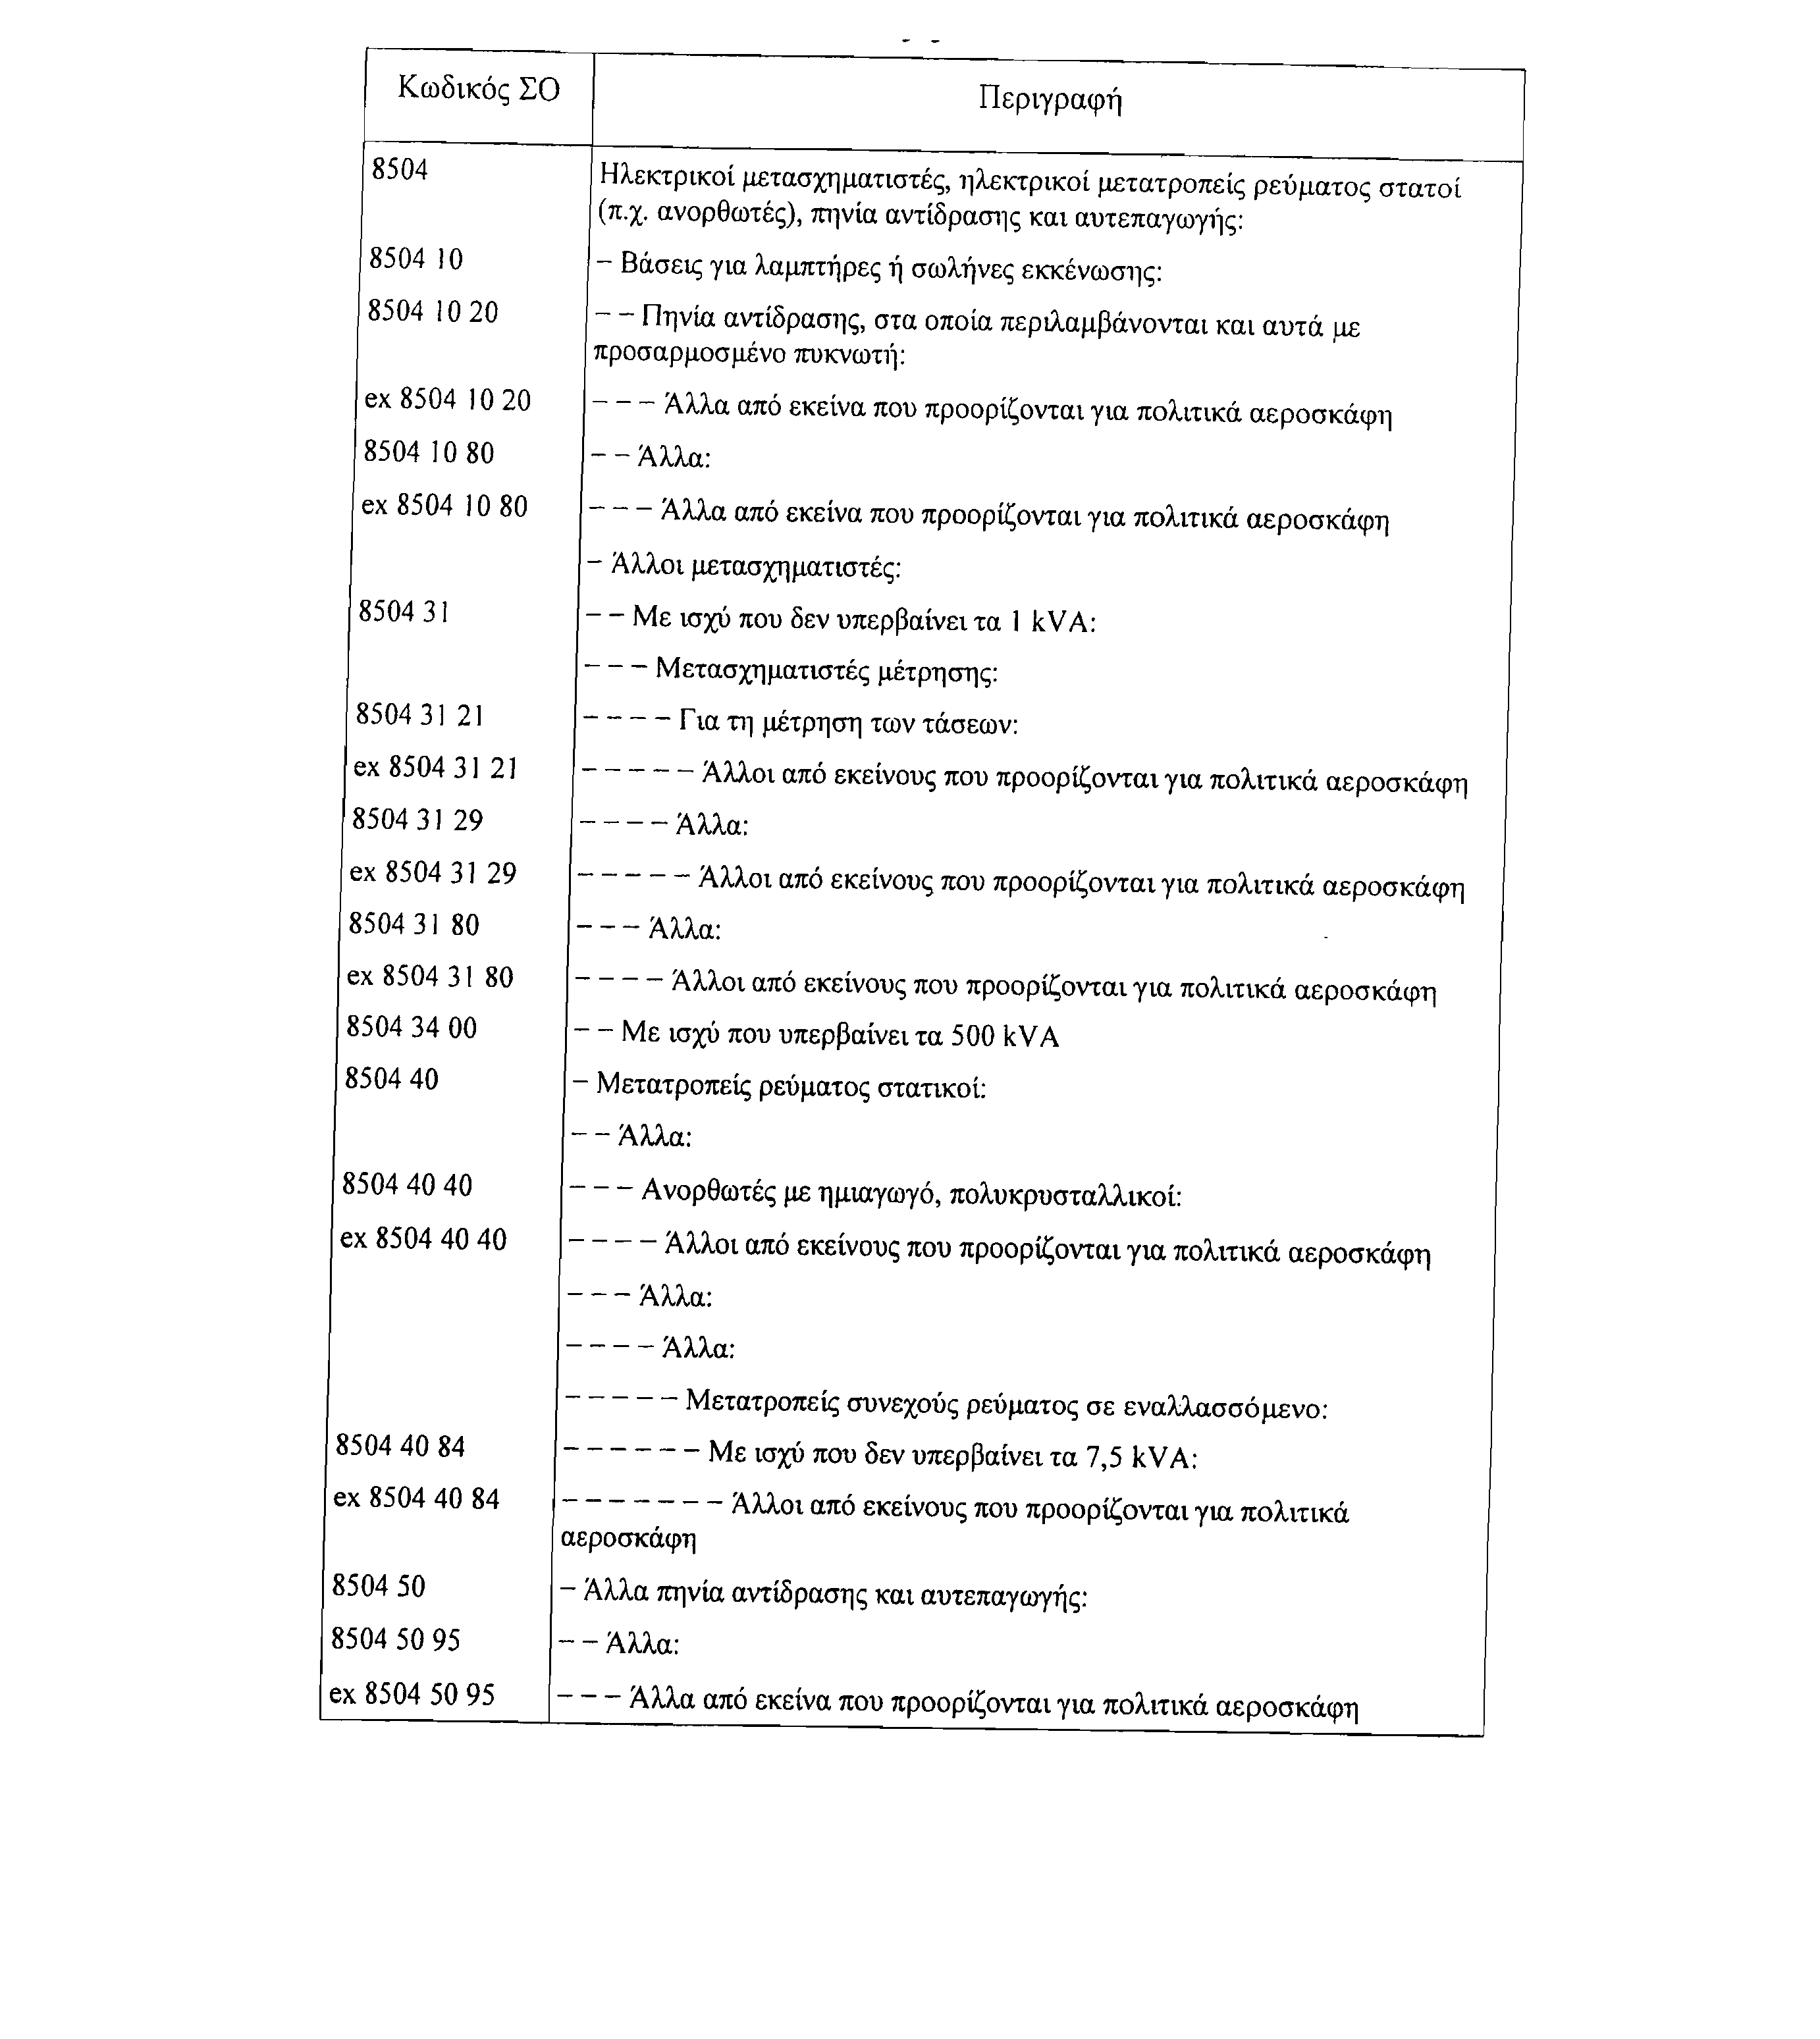 Κωδικός ΣΟ Περιγραφή
8504 Ηλεκτρικοί μετασχηματιστές, ηλεκτρικοί μετατροπείς ρεύματος στατοί
(π.χ. ανορθωτές), πηνία αντίδρασης και αυτεπαγωγής:
8504 10 – Βάσεις για λαμπτήρες ή σωλήνες εκκένωσης:
8504 10 20 – – Πηνία αντίδρασης, στα οποία περιλαμβάνονται και αυτά με
προσαρμοσμένο πυκνωτή:
ex 8504 10 20 – – – Άλλα από εκείνα που προορίζονται για πολιτικά αεροσκάφη
8504 10 80 – – Άλλα:
ex 8504 10 80 – – – Άλλα από εκείνα που προορίζονται για πολιτικά αεροσκάφη
– Άλλοι μετασχηματιστές:
8504 31 – – Με ισχύ που δεν υπερβαίνει τα 1 kVA:
– – – Μετασχηματιστές μέτρησης:
8504 31 21 – – – – Για τη μέτρηση των τάσεων:
ex 8504 31 21 – – – – – Άλλοι από εκείνους που προορίζονται για πολιτικά αεροσκάφη
8504 31 29 – – – – Άλλα:
ex 8504 31 29 – – – – – Άλλοι από εκείνους που προορίζονται για πολιτικά αεροσκάφη
8504 31 80 – – – Άλλα:
ex 8504 31 80 – – – – Άλλοι από εκείνους που προορίζονται για πολιτικά αεροσκάφη
8504 34 00 – – Με ισχύ που υπερβαίνει τα 500 kVA
8504 40 – Μετατροπείς ρεύματος στατικοί:
– – Άλλα:
8504 40 40 – – – Ανορθωτές με ημιαγωγό, πολυκρυσταλλικοί:
ex 8504 40 40 – – – – Άλλοι από εκείνους που προορίζονται για πολιτικά αεροσκάφη
– – – Άλλα:
– – – – Άλλα:
– – – – – Μετατροπείς συνεχούς ρεύματος σε εναλλασσόμενο:
8504 40 84 – – – – – – Με ισχύ που δεν υπερβαίνει τα 7,5 kVA:
ex 8504 40 84 – – – – – – – Άλλοι από εκείνους που προορίζονται για πολιτικά
αεροσκάφη
8504 50 – Άλλα πηνία αντίδρασης και αυτεπαγωγής:
8504 50 95 – – Άλλα:
ex 8504 50 95 – – – Άλλα από εκείνα που προορίζονται για πολιτικά αεροσκάφη